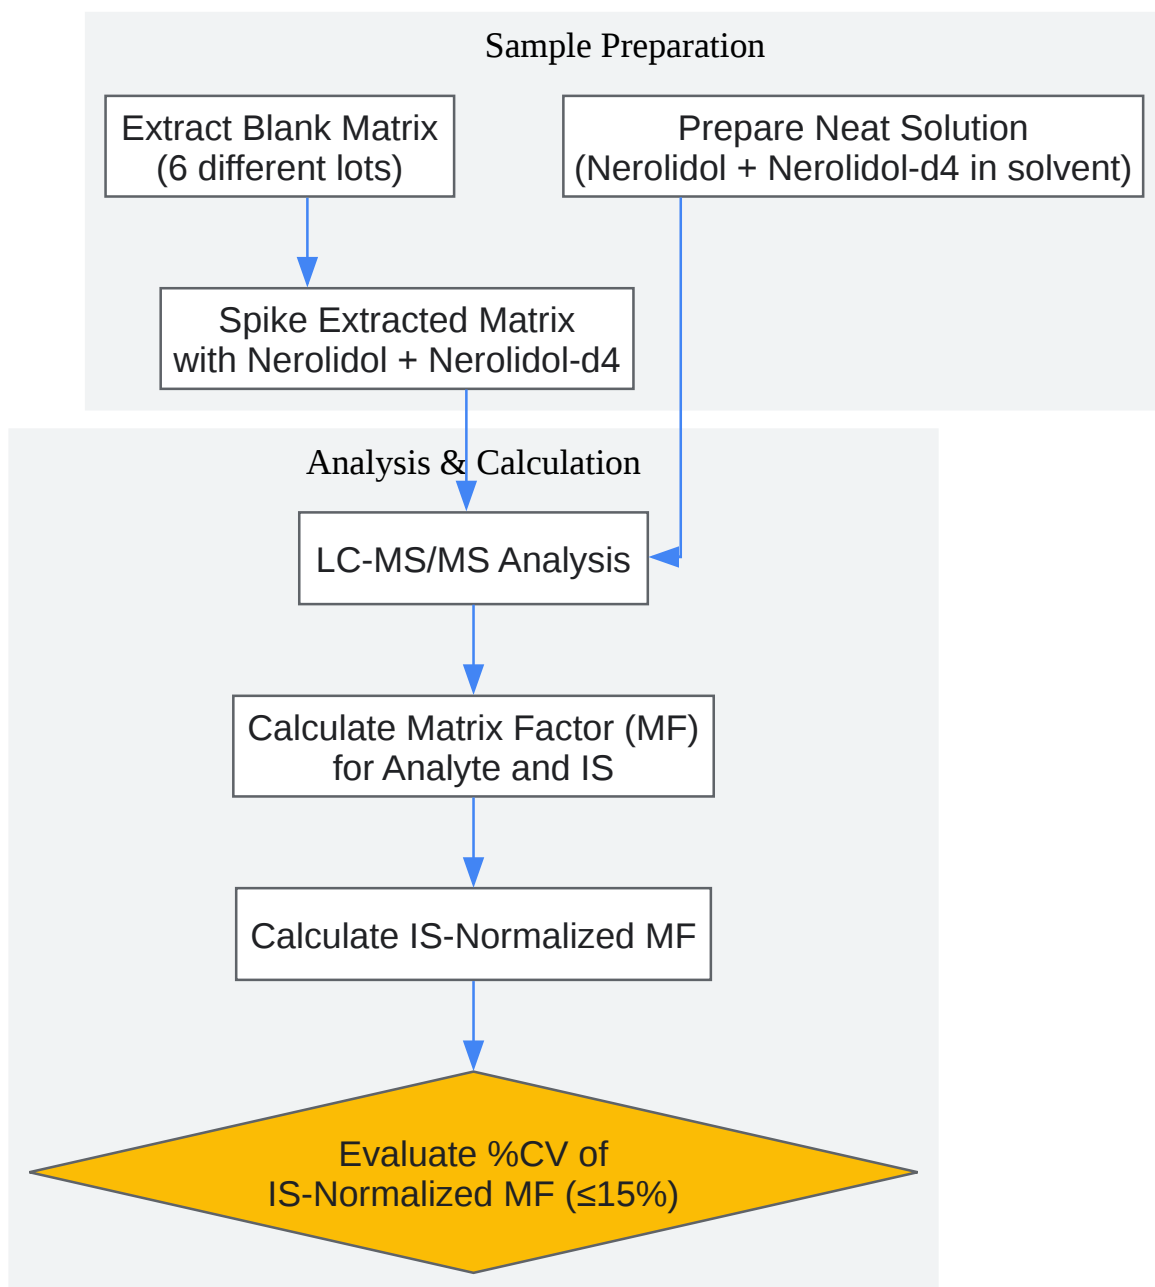 Sample Preparation
Extract Blank Matrix
(6 different lots)
Prepare Neat Solution
(Nerolidol + Nerolidol-d4 in solvent)
Spike Extracted Matrix
with Nerolidol + Nerolidol-d4
Analysis & Calculation
LC-MS/MS Analysis
Calculate Matrix Factor (MF)
for Analyte and IS
Calculate IS-Normalized MF
Evaluate %CV of
IS-Normalized MF (≤15%)